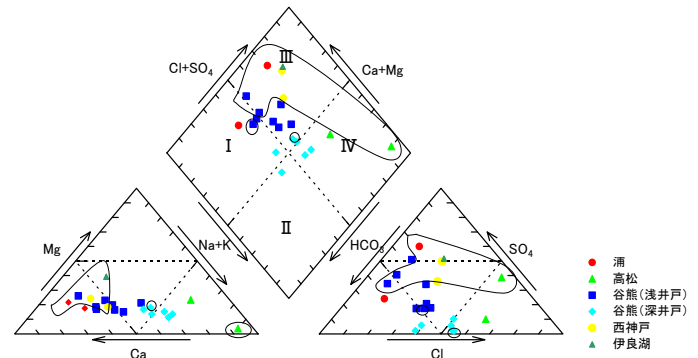 III
Cl+SO₄
Ca+Mg
I
IV
II
Mg
Na+K
HCO₃
SO₄
Ca
Cl
浦
高松
谷熊(浅井戸)
谷熊(深井戸)
西神戸
伊良湖